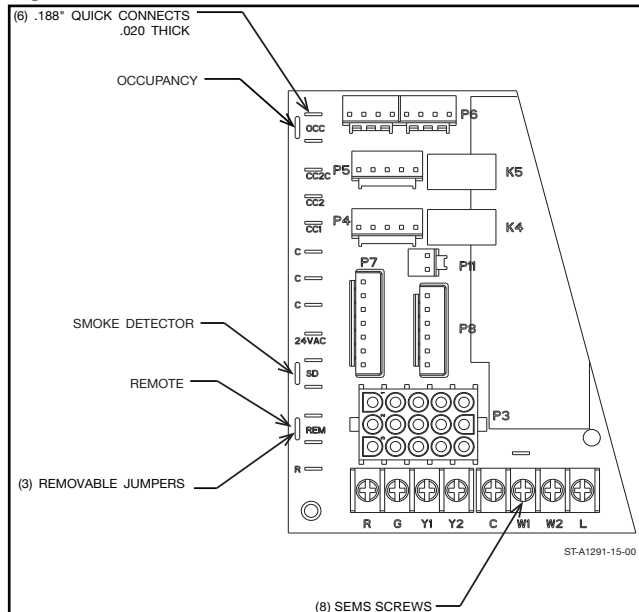 (6) .188" QUICK CONNECTS
.020 THICK
OCCUPANCY
OCC
P6
CC2C
P5
K5
CC2
CC1
P4
K4
C
P11
P7
C
C
P8
24VAC
SMOKE DETECTOR
SD
REMOTE
P3
REM
(3) REMOVABLE JUMPERS
R
R G Y1 Y2 C W1 W2 L
ST-A1291-15-00
(8) SEMS SCREWS